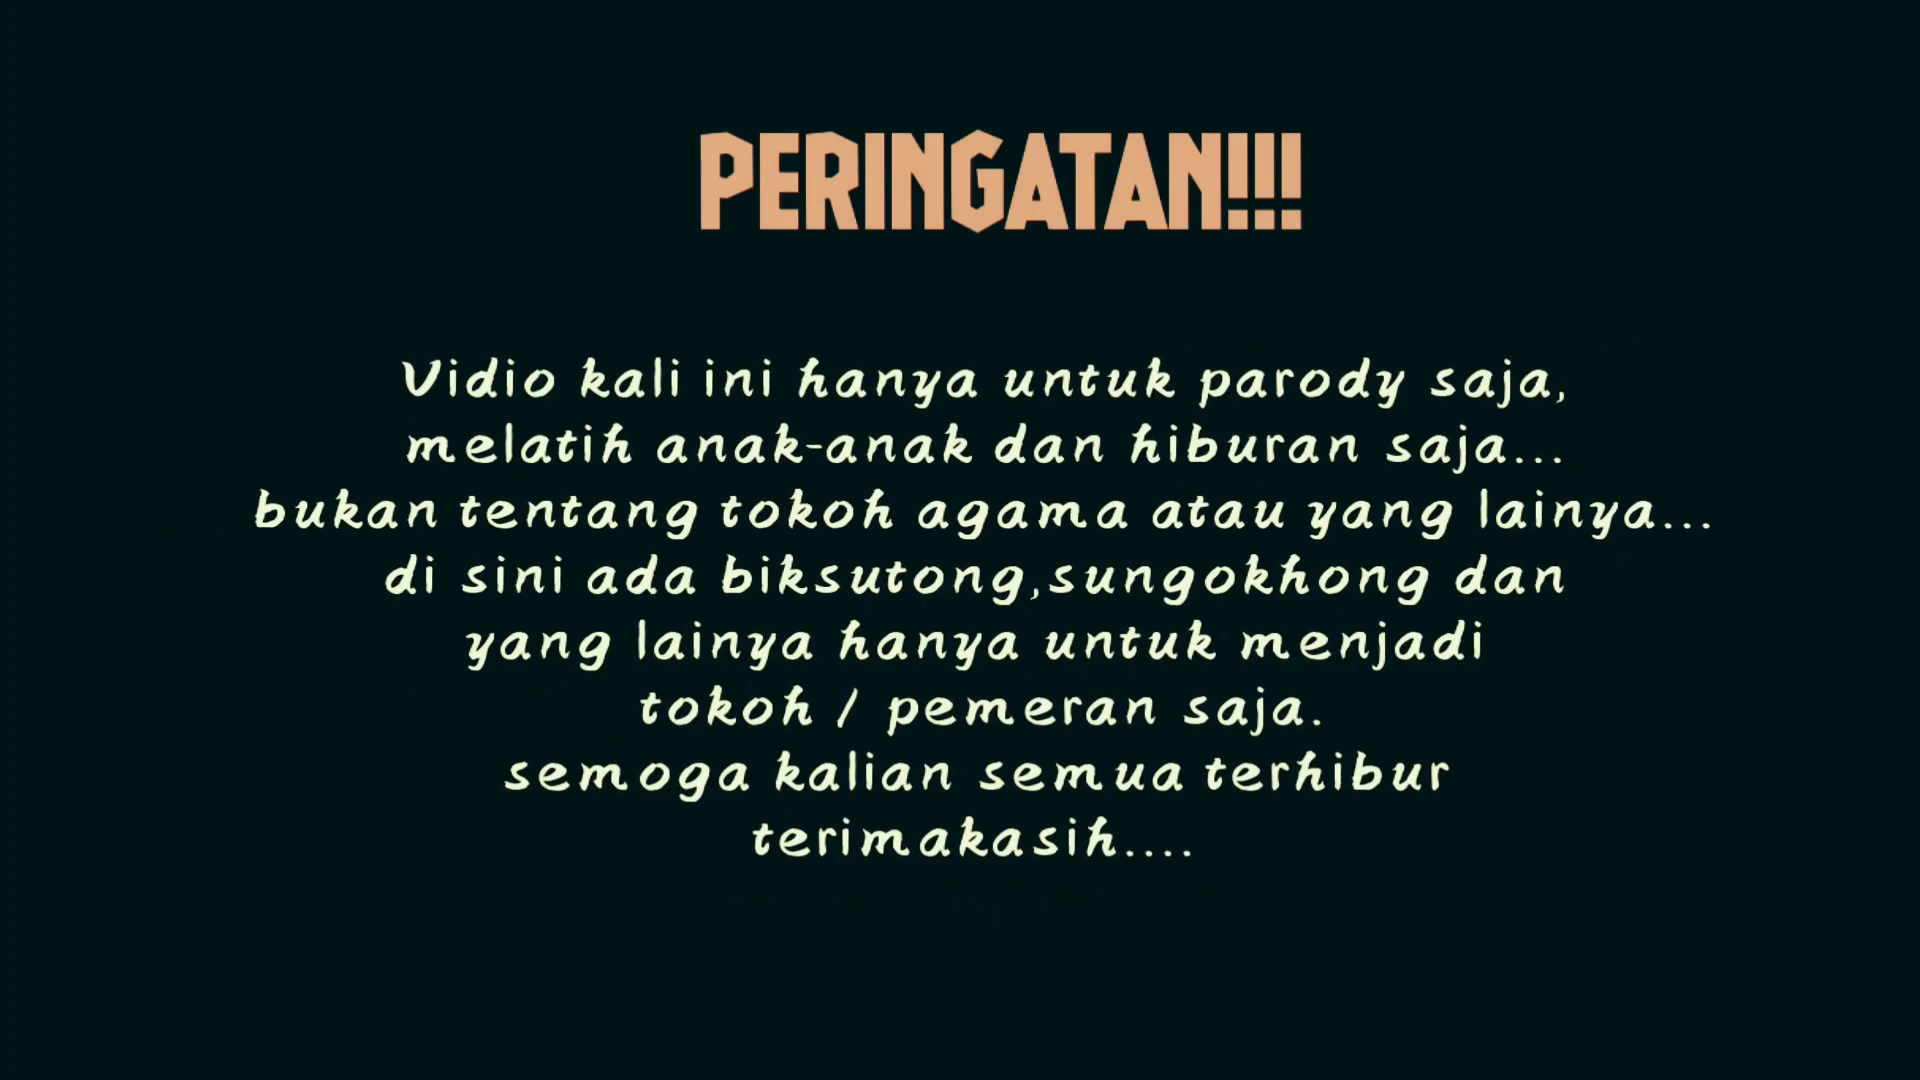 PERINGATAN!!!
Vidio kali ini hanya untuk parody saja,
melatih anak-anak dan hiburan saja...
bukan tentang tokoh agama atau yang lainya...
di sini ada biksutong,sungokhong dan
yang lainya hanya untuk menjadi
tokoh / pemeran saja.
semoga kalian semua terhibur
terimakasih....